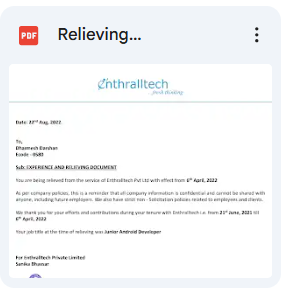 PDF
Relieving...
Enthralltech
...fresh thinking
Date: 22nd Aug, 2022
To,
Dharmesh
Ecode - 0580
Sub: EXPERIENCE AND RELIEVING DOCUMENT
You are being relieved from the service of Enthralltech Pvt Ltd with effect from 6th April, 2022
As per company policies, this is a reminder that all company information is confidential and cannot be shared with
anyone, including future employers. We also have strict non - Solicitation policies related to employees and clients.
We thank you for your efforts and contributions during your tenure with Enthralltech i.e. from 21st June, 2021 till
6th April, 2022
Your job title at the time of relieving was Junior Android Developer
For Enthralltech Private Limited
Sanika